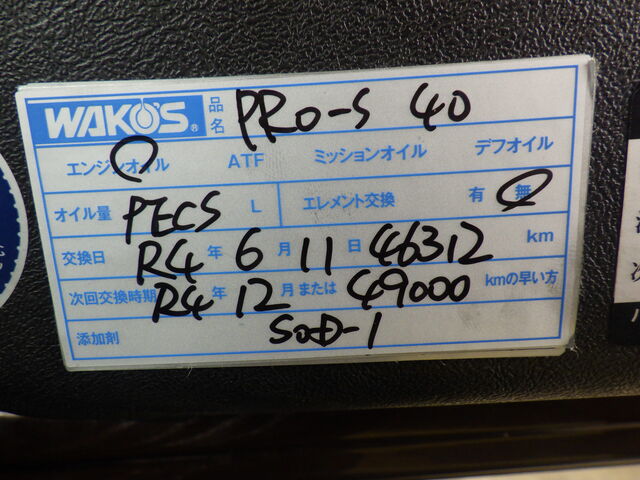 WAKO'S® 品名 PRO-S 40
エンジンオイル ATF ミッションオイル デフオイル
オイル量 PECS L エレメント交換 有 無
交換日 R4 年 6 月 11 日 46312 km
次回交換時期 R4 年 12 月または 49000 kmの早い方
添加剤 SOD-1